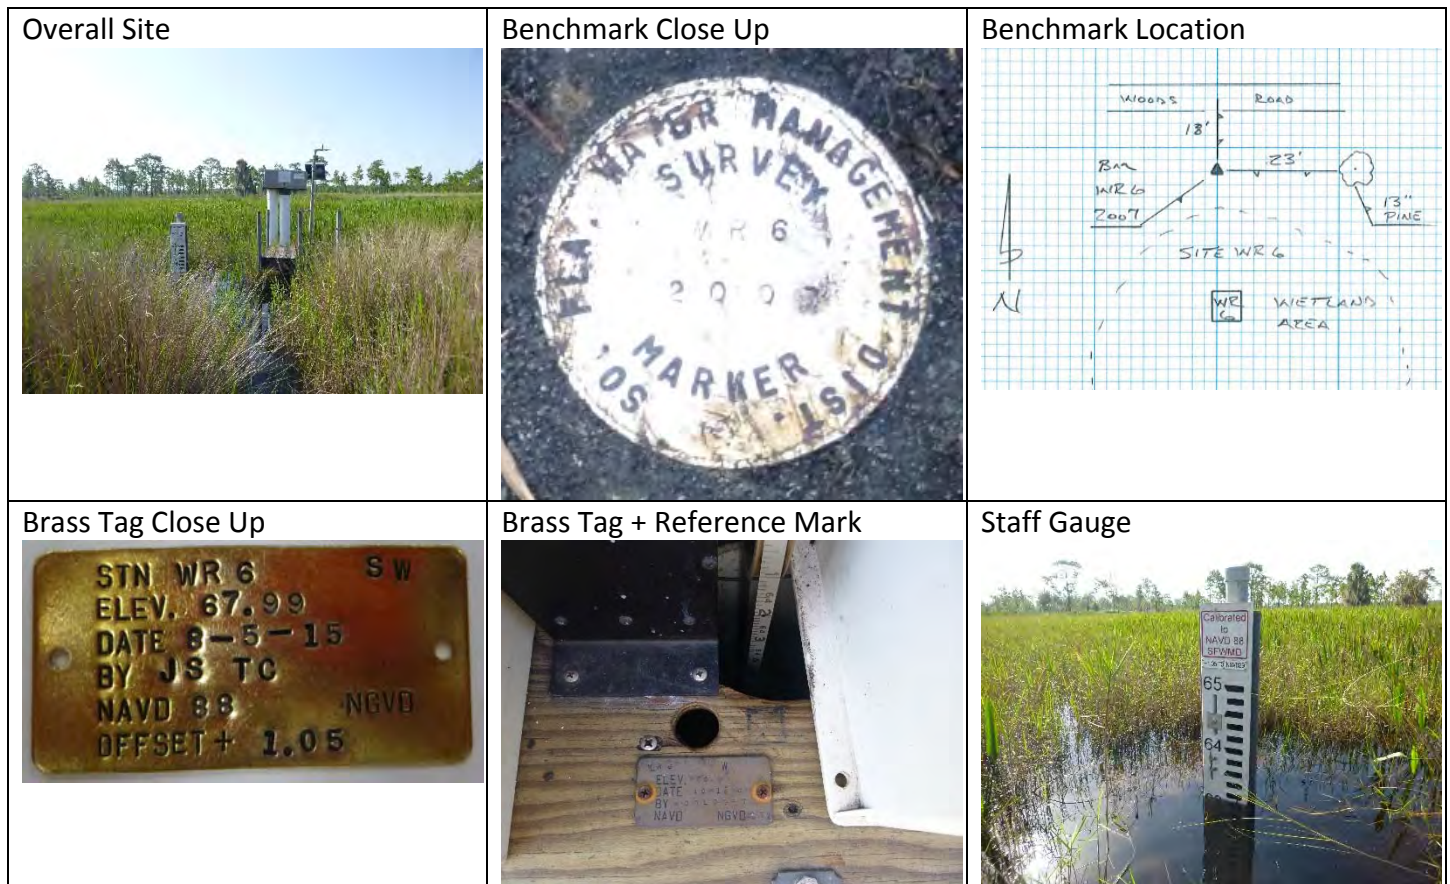 Overall Site
Benchmark Close Up
Benchmark Location
SO. FLA. WATER MANAGEMENT DIST.
SURVEY
WR 6
200
MARKER
WOODS ROAD
18'
23'
BM
WR6
2007
13"
PINE
SITE WR6
WR
6
WETLAND
AREA
N
Brass Tag Close Up
Brass Tag + Reference Mark
Staff Gauge
STN WR 6 SW
ELEV. 67.99
DATE 8-5-15
BY JS TC
NAVD 88 NGVD
OFFSET+ 1.05
ELEV.
DATE
BY
NAVD NGVD
Calibrated
to
NAVD 88
SFWMD
65
64